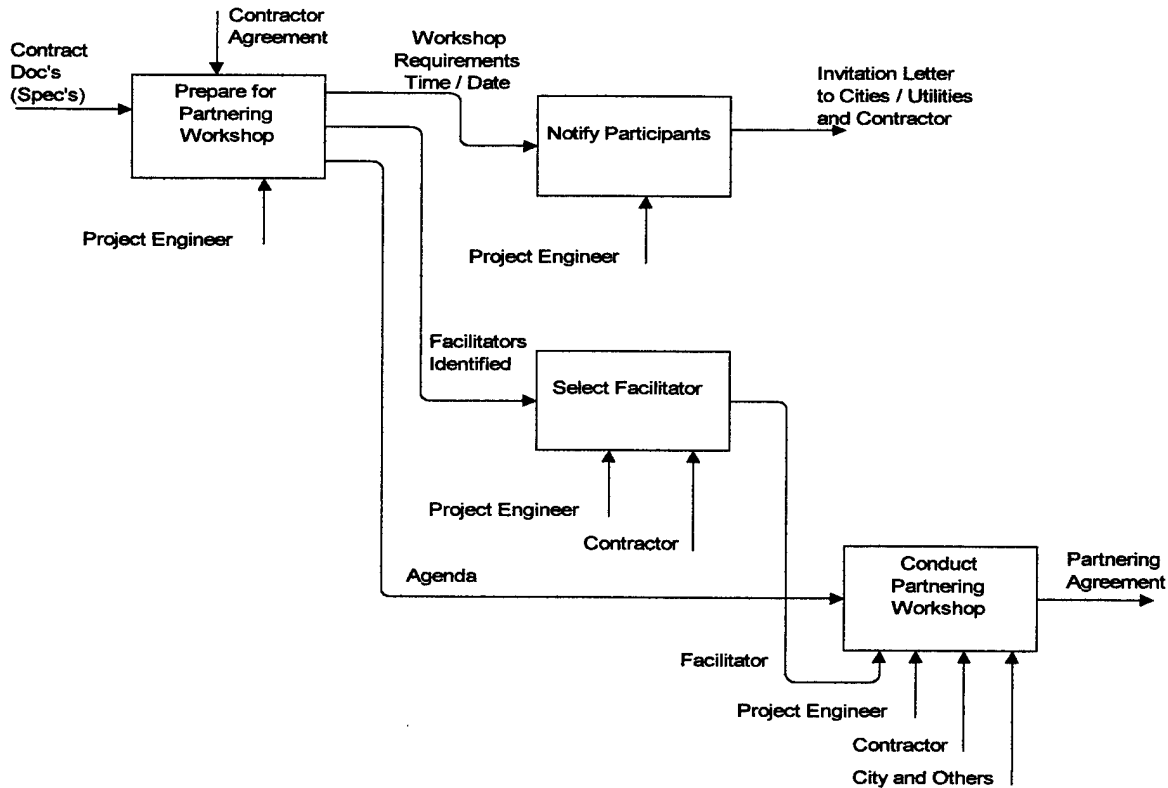 Contractor
Agreement
Contract
Doc's
(Spec's)
Prepare for
Partnering
Workshop
Project Engineer
Workshop
Requirements
Time / Date
Notify Participants
Project Engineer
Invitation Letter
to Cities / Utilities
and Contractor
Facilitators
Identified
Select Facilitator
Project Engineer
Contractor
Agenda
Conduct
Partnering
Workshop
Partnering
Agreement
Facilitator
Project Engineer
Contractor
City and Others